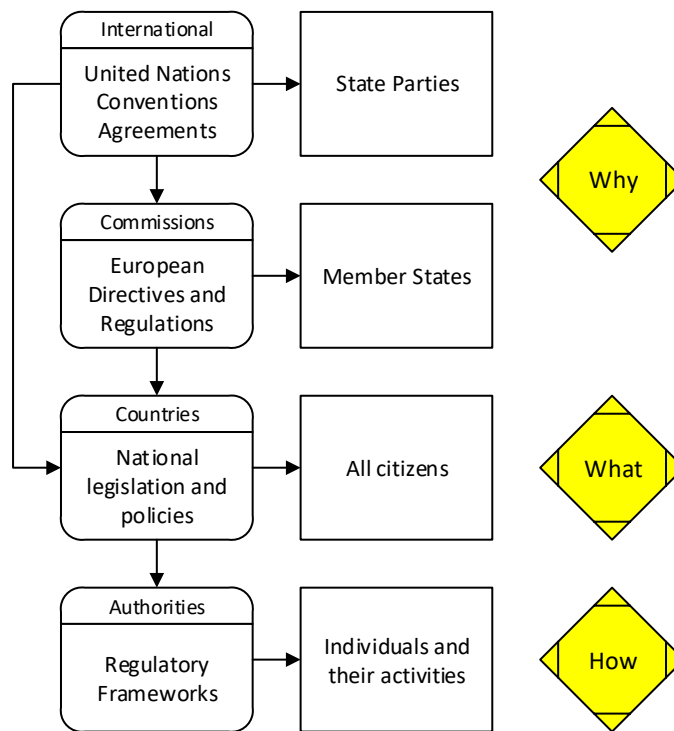 International
United Nations
Conventions
Agreements
State Parties
Why
Commissions
European
Directives and
Regulations
Member States
Countries
National
legislation and
policies
All citizens
What
Authorities
Regulatory
Frameworks
Individuals and
their activities
How